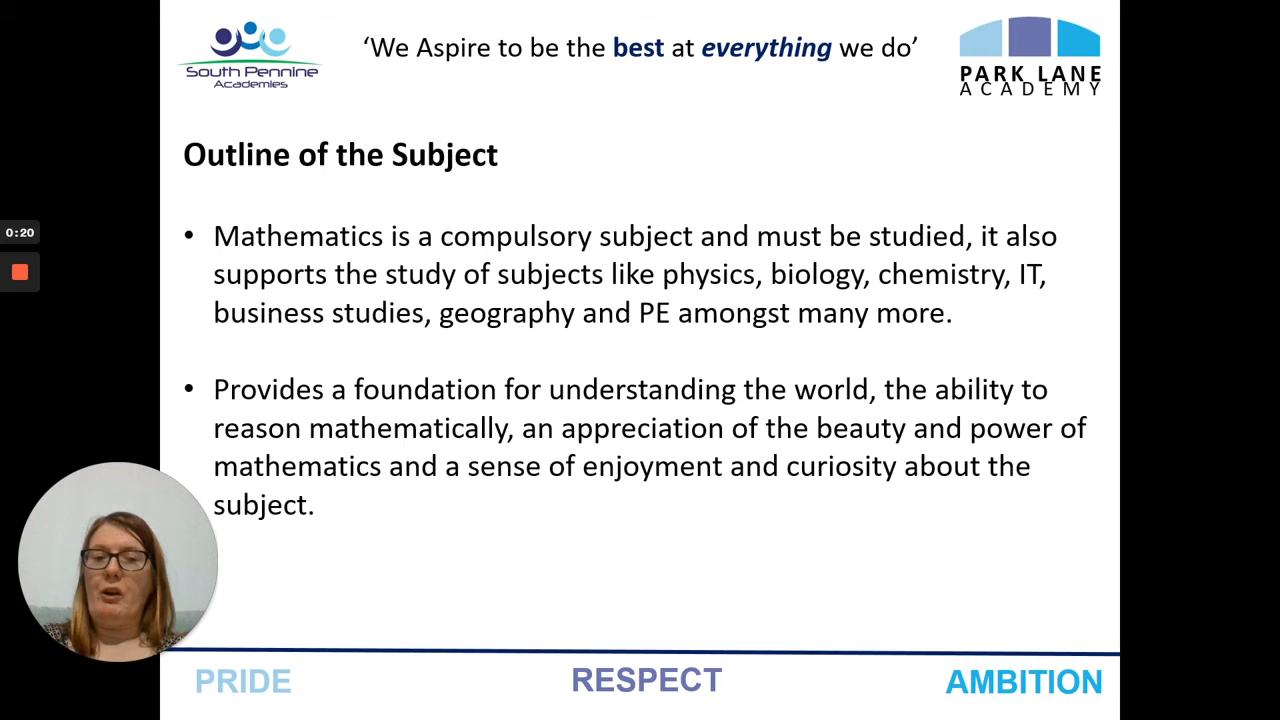 South Pennine
Academies
‘We Aspire to be the best at everything we do’
PARK LANE
ACADEMY
Outline of the Subject
0:20
• Mathematics is a compulsory subject and must be studied, it also
supports the study of subjects like physics, biology, chemistry, IT,
business studies, geography and PE amongst many more.
• Provides a foundation for understanding the world, the ability to
reason mathematically, an appreciation of the beauty and power of
mathematics and a sense of enjoyment and curiosity about the
subject.
PRIDE
RESPECT
AMBITION